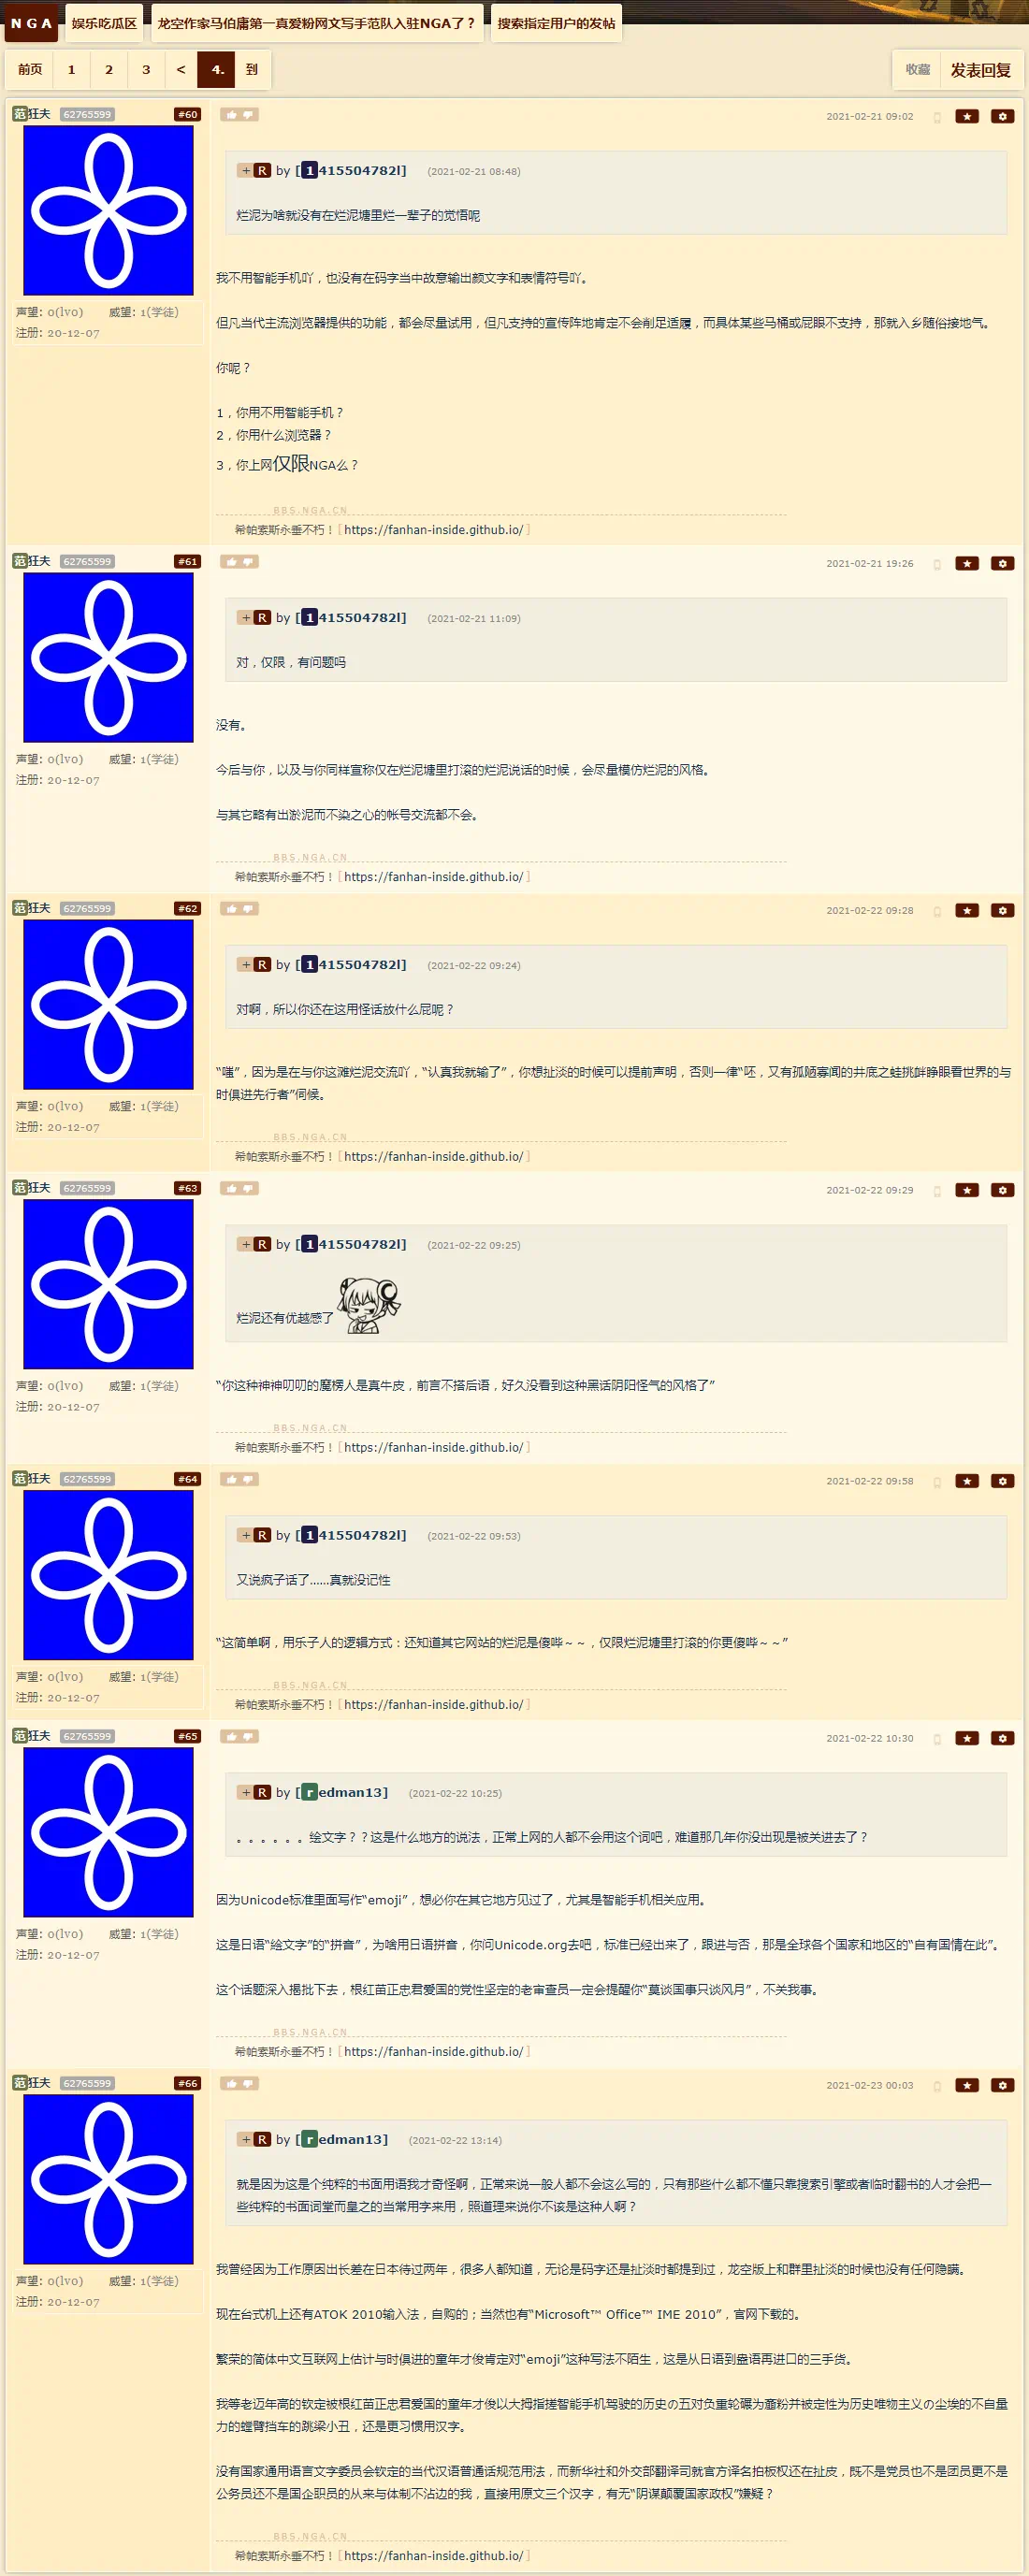 NGA 娱乐吃瓜区 龙空作家马伯庸第一真爱粉网文写手范队入驻NGA了？ 搜索指定用户的发帖
前页 1 2 3 < 4. 到 收藏 发表回复
范狂夫 62765599 #60 2021-02-21 09:02
+ R by [1415504782l] (2021-02-21 08:48)
烂泥为啥就没有在烂泥塘里烂一辈子的觉悟呢
我不用智能手机吖，也没有在码字当中故意输出颜文字和表情符号吖。
但凡当代主流浏览器提供的功能，都会尽量试用，但凡支持的宣传阵地肯定不会削足适履，而具体某些马桶或屁眼不支持，那就入乡随俗接地气。
你呢？
1，你用不用智能手机？
2，你用什么浏览器？
3，你上网仅限NGA么？
声望: 0(lv0) 威望: 1(学徒)
注册: 20-12-07
BBS.NGA.CN
希帕索斯永垂不朽！[ https://fanhan-inside.github.io/ ]
范狂夫 62765599 #61 2021-02-21 19:26
+ R by [1415504782l] (2021-02-21 11:09)
对，仅限，有问题吗
没有。
今后与你，以及与你同样宣称仅在烂泥塘里打滚的烂泥说话的时候，会尽量模仿烂泥的风格。
与其它略有出淤泥而不染之心的帐号交流都不会。
声望: 0(lv0) 威望: 1(学徒)
注册: 20-12-07
BBS.NGA.CN
希帕索斯永垂不朽！[ https://fanhan-inside.github.io/ ]
范狂夫 62765599 #62 2021-02-22 09:28
+ R by [1415504782l] (2021-02-22 09:24)
对啊，所以你还在这用怪话放什么屁呢？
“嗤”，因为是在与你这滩烂泥交流吖，“认真我就输了”，你想扯淡的时候可以提前声明，否则一律“呸，又有孤陋寡闻的井底之蛙挑衅睁眼看世界的与
时俱进先行者”伺候。
声望: 0(lv0) 威望: 1(学徒)
注册: 20-12-07
BBS.NGA.CN
希帕索斯永垂不朽！[ https://fanhan-inside.github.io/ ]
范狂夫 62765599 #63 2021-02-22 09:29
+ R by [1415504782l] (2021-02-22 09:25)
烂泥还有优越感了
“你这种神神叨叨的魔楞人是真牛皮，前言不搭后语，好久没看到这种黑话阴阳怪气的风格了”
声望: 0(lv0) 威望: 1(学徒)
注册: 20-12-07
BBS.NGA.CN
希帕索斯永垂不朽！[ https://fanhan-inside.github.io/ ]
范狂夫 62765599 #64 2021-02-22 09:58
+ R by [1415504782l] (2021-02-22 09:53)
又说疯子话了……真就没记性
“这简单啊，用乐子人的逻辑方式：还知道其它网站的烂泥是傻哔～～，仅限烂泥塘里打滚的你更傻哔～～”
声望: 0(lv0) 威望: 1(学徒)
注册: 20-12-07
BBS.NGA.CN
希帕索斯永垂不朽！[ https://fanhan-inside.github.io/ ]
范狂夫 62765599 #65 2021-02-22 10:30
+ R by [redman13] (2021-02-22 10:25)
。。。。。。绘文字？？这是什么地方的说法，正常上网的人都不会用这个词吧，难道那几年你没出现是被关进去了？
因为Unicode标准里面写作“emoji”，想必你在其它地方见过了，尤其是智能手机相关应用。
这是日语“絵文字”的“拼音”，为啥用日语拼音，你问Unicode.org去吧，标准已经出来了，跟进与否，那是全球各个国家和地区的“自有国情在此”。
这个话题深入揭批下去，根红苗正忠君爱国的党性坚定的老审查员一定会提醒你“莫谈国事只谈风月”，不关我事。
声望: 0(lv0) 威望: 1(学徒)
注册: 20-12-07
BBS.NGA.CN
希帕索斯永垂不朽！[ https://fanhan-inside.github.io/ ]
范狂夫 62765599 #66 2021-02-23 00:03
+ R by [redman13] (2021-02-22 13:14)
就是因为这是个纯粹的书面用语我才奇怪啊，正常来说一般人都不会这么写的，只有那些什么都不懂只靠搜索引擎或者临时翻书的人才会把一
些纯粹的书面词堂而皇之的当常用字来用，照道理来说你不该是这种人啊？
我曾经因为工作原因出长差在日本待过两年，很多人都知道，无论是码字还是扯淡时都提到过，龙空版上和群里扯淡的时候也没有任何隐瞒。
现在台式机上还有ATOK 2010输入法，自购的；当然也有“Microsoft™ Office™ IME 2010”，官网下载的。
繁荣的简体中文互联网上估计与时俱进的童年才俊肯定对“emoji”这种写法不陌生，这是从日语到盎语再进口的三手货。
我等老迈年高的钦定被根红苗正忠君爱国的童年才俊以大拇指搓智能手机驾驶的历史の五对负重轮碾为齑粉并被定性为历史唯物主义の尘埃的不自量
力的螳臂挡车的跳梁小丑，还是更习惯用汉字。
没有国家通用语言文字委员会钦定的当代汉语普通话规范用法，而新华社和外交部翻译司就官方译名拍板权还在扯皮，既不是党员也不是团员更不是
公务员还不是国企职员的从来与体制不沾边的我，直接用原文三个汉字，有无“阴谋颠覆国家政权”嫌疑？
声望: 0(lv0) 威望: 1(学徒)
注册: 20-12-07
BBS.NGA.CN
希帕索斯永垂不朽！[ https://fanhan-inside.github.io/ ]